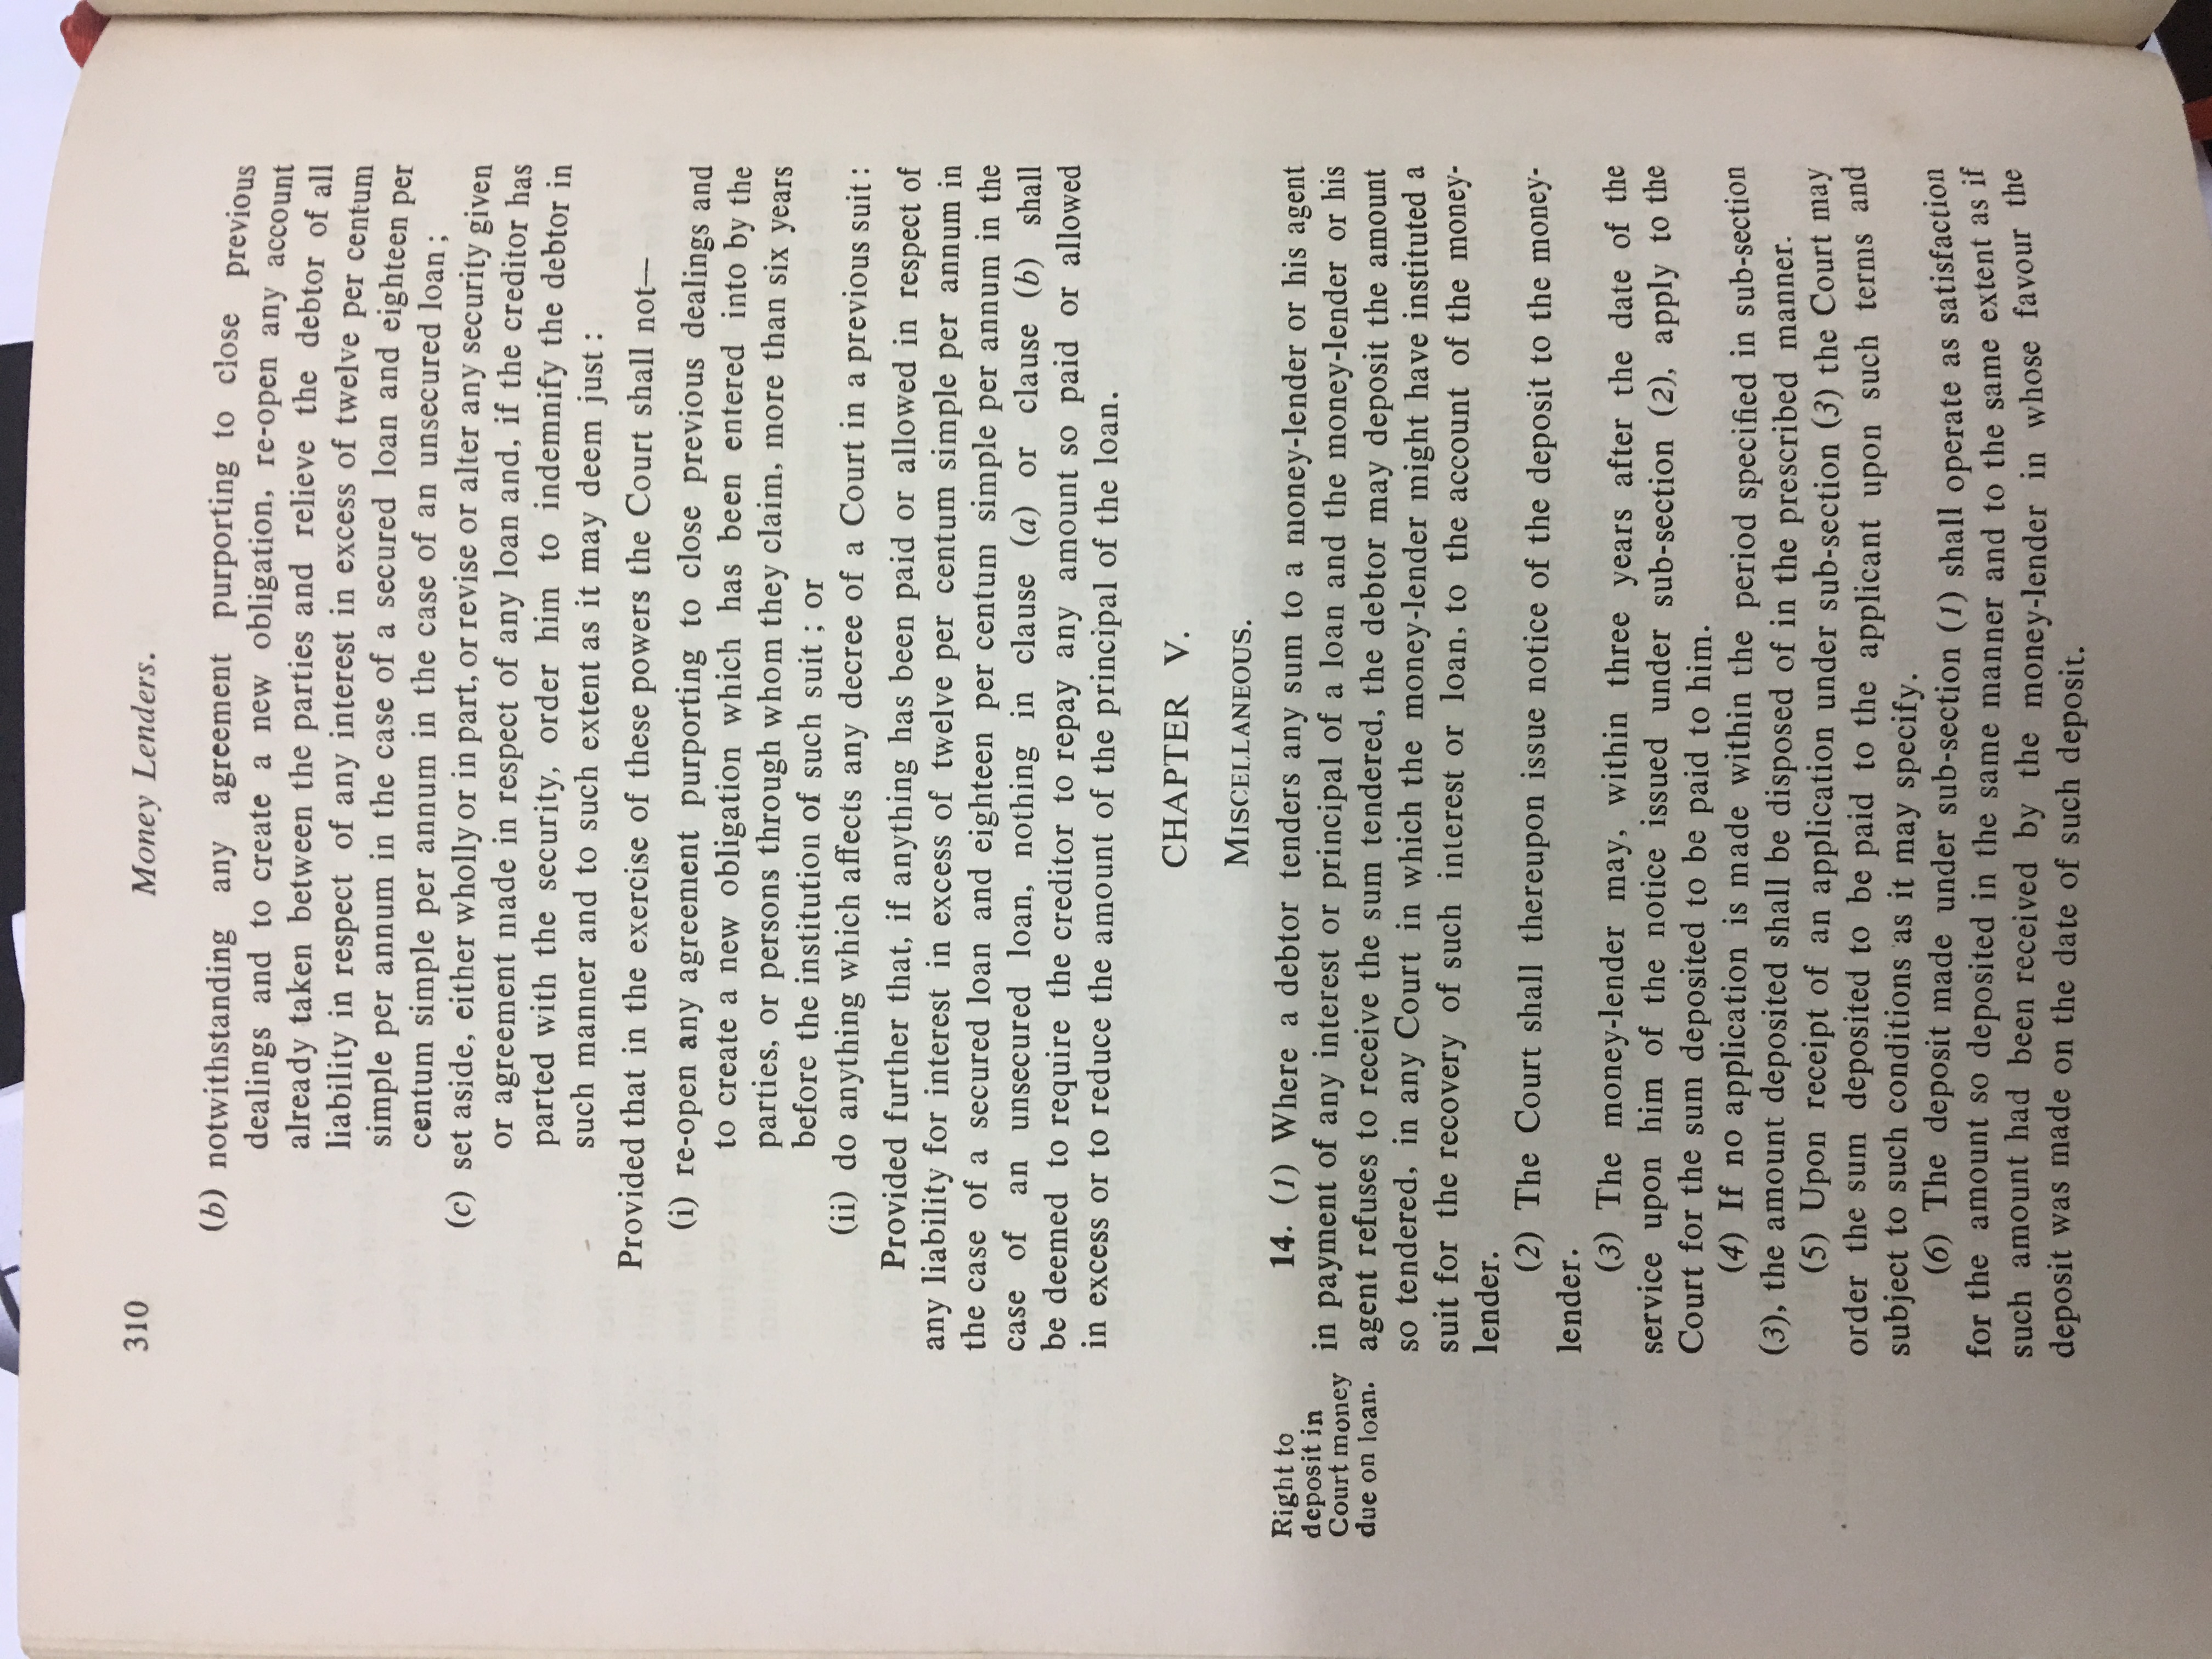 310
Money Lenders.
(b) notwithstanding any agreement purporting to close previous
dealings and to create a new obligation, re-open any account
already taken between the parties and relieve the debtor of all
liability in respect of any interest in excess of twelve per centum
simple per annum in the case of a secured loan and eighteen per
centum simple per annum in the case of an unsecured loan ;
(c) set aside, either wholly or in part, or revise or alter any security given
or agreement made in respect of any loan and, if the creditor has
parted with the security, order him to indemnify the debtor in
such manner and to such extent as it may deem just :
Provided that in the exercise of these powers the Court shall not—
(i) re-open any agreement purporting to close previous dealings and
to create a new obligation which has been entered into by the
parties, or persons through whom they claim, more than six years
before the institution of such suit ; or
(ii) do anything which affects any decree of a Court in a previous suit :
Provided further that, if anything has been paid or allowed in respect of
any liability for interest in excess of twelve per centum simple per annum in
the case of a secured loan and eighteen per centum simple per annum in the
case of an unsecured loan, nothing in clause (a) or clause (b) shall
be deemed to require the creditor to repay any amount so paid or allowed
in excess or to reduce the amount of the principal of the loan.
CHAPTER V.
MISCELLANEOUS.
Right to
deposit in
Court money
due on loan.
14. (1) Where a debtor tenders any sum to a money-lender or his agent
in payment of any interest or principal of a loan and the money-lender or his
agent refuses to receive the sum tendered, the debtor may deposit the amount
so tendered, in any Court in which the money-lender might have instituted a
suit for the recovery of such interest or loan, to the account of the money-
lender.
(2) The Court shall thereupon issue notice of the deposit to the money-
lender.
(3) The money-lender may, within three years after the date of the
service upon him of the notice issued under sub-section (2), apply to the
Court for the sum deposited to be paid to him.
(4) If no application is made within the period specified in sub-section
(3), the amount deposited shall be disposed of in the prescribed manner.
(5) Upon receipt of an application under sub-section (3) the Court may
order the sum deposited to be paid to the applicant upon such terms and
subject to such conditions as it may specify.
(6) The deposit made under sub-section (1) shall operate as satisfaction
for the amount so deposited in the same manner and to the same extent as if
such amount had been received by the money-lender in whose favour the
deposit was made on the date of such deposit.